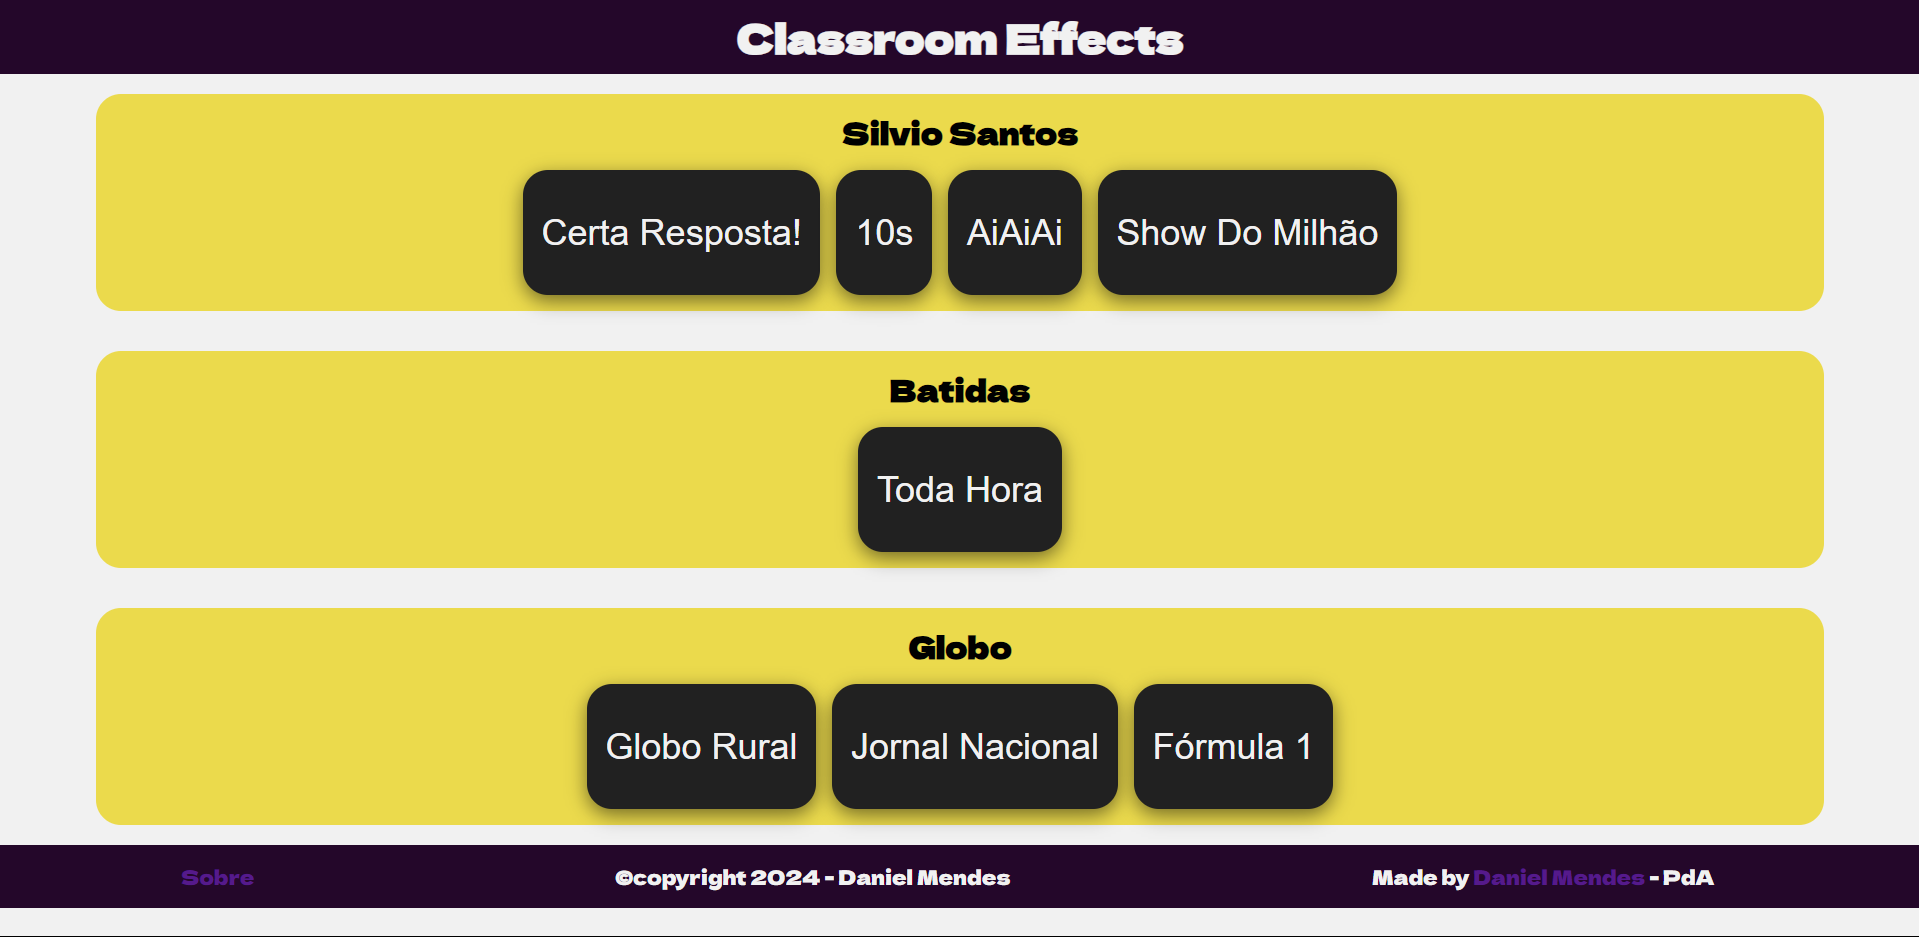 Classroom Effects
Silvio Santos
Certa Resposta! 10s AiAiAi Show Do Milhão
Batidas
Toda Hora
Globo
Globo Rural Jornal Nacional Fórmula 1
Sobre ©copyright 2024 - Daniel Mendes Made by Daniel Mendes - PdA